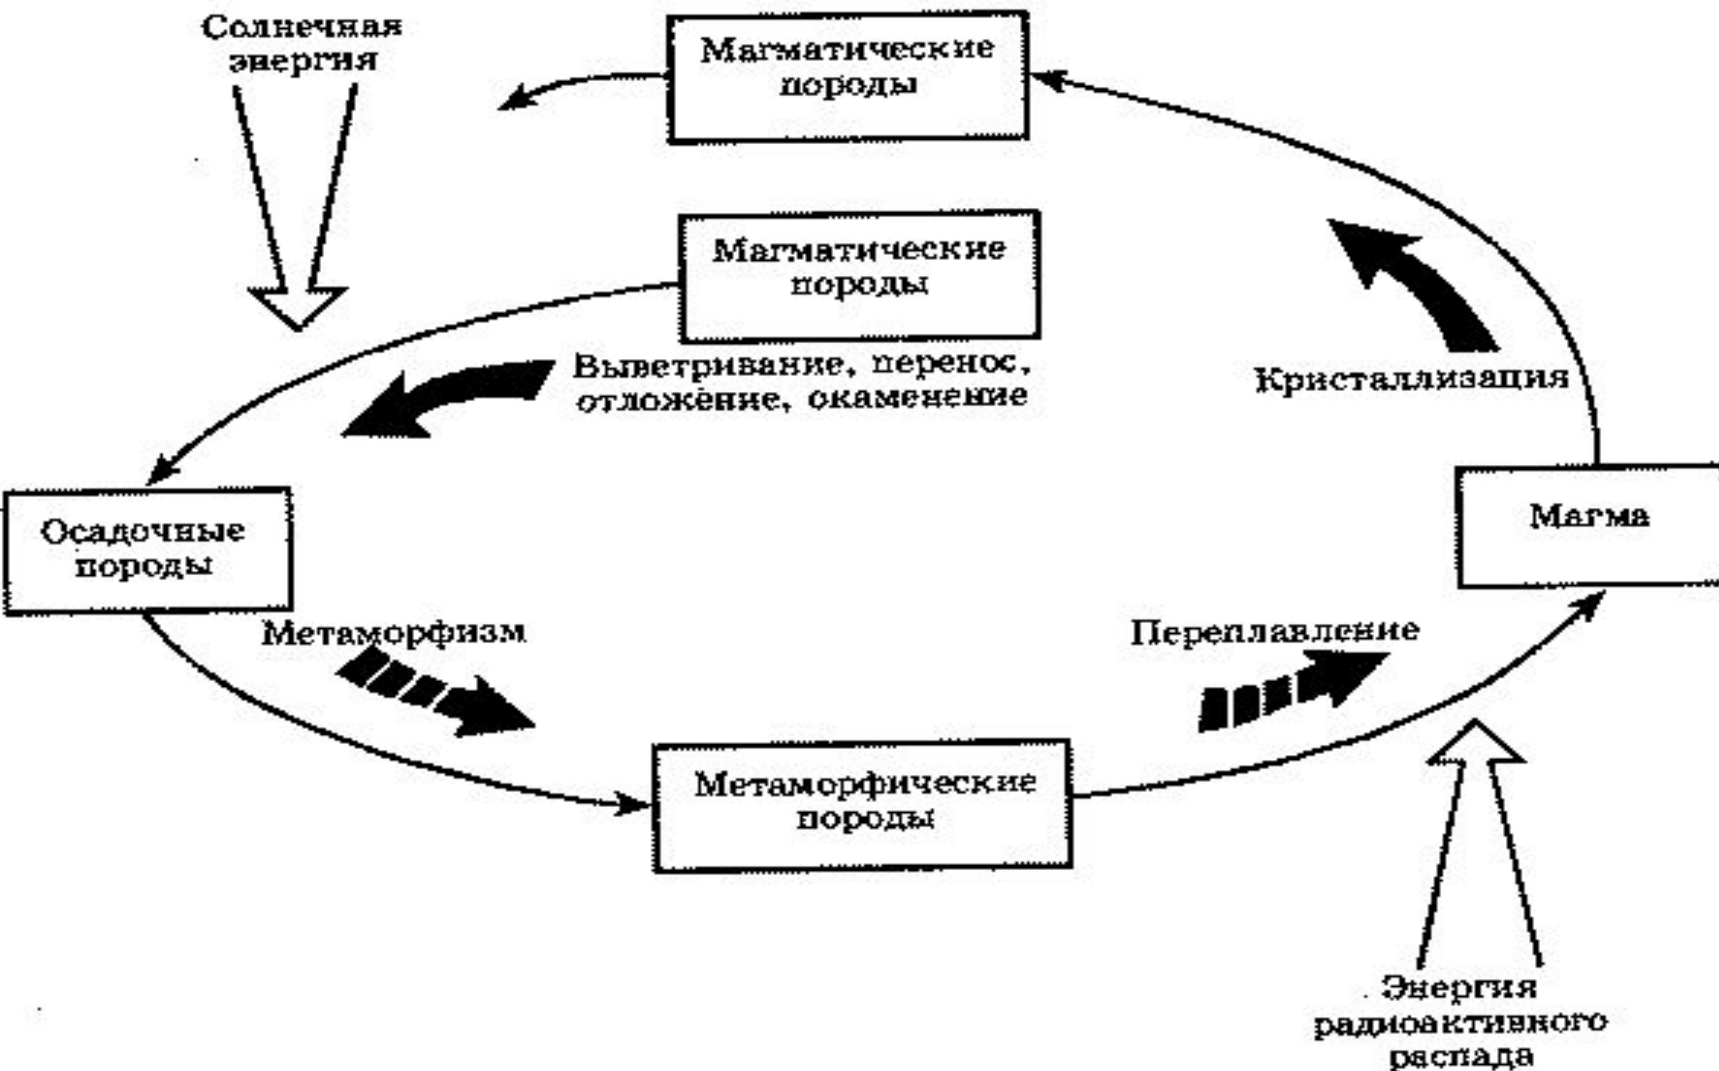 Солнечная
энергия
Магматические
породы
Магматические
породы
Выветривание, перенос,
отложение, окаменение
Кристаллизация
Осадочные
породы
Магма
Метаморфизм
Переплавление
Метаморфические
породы
Энергия
радиоактивного
распада